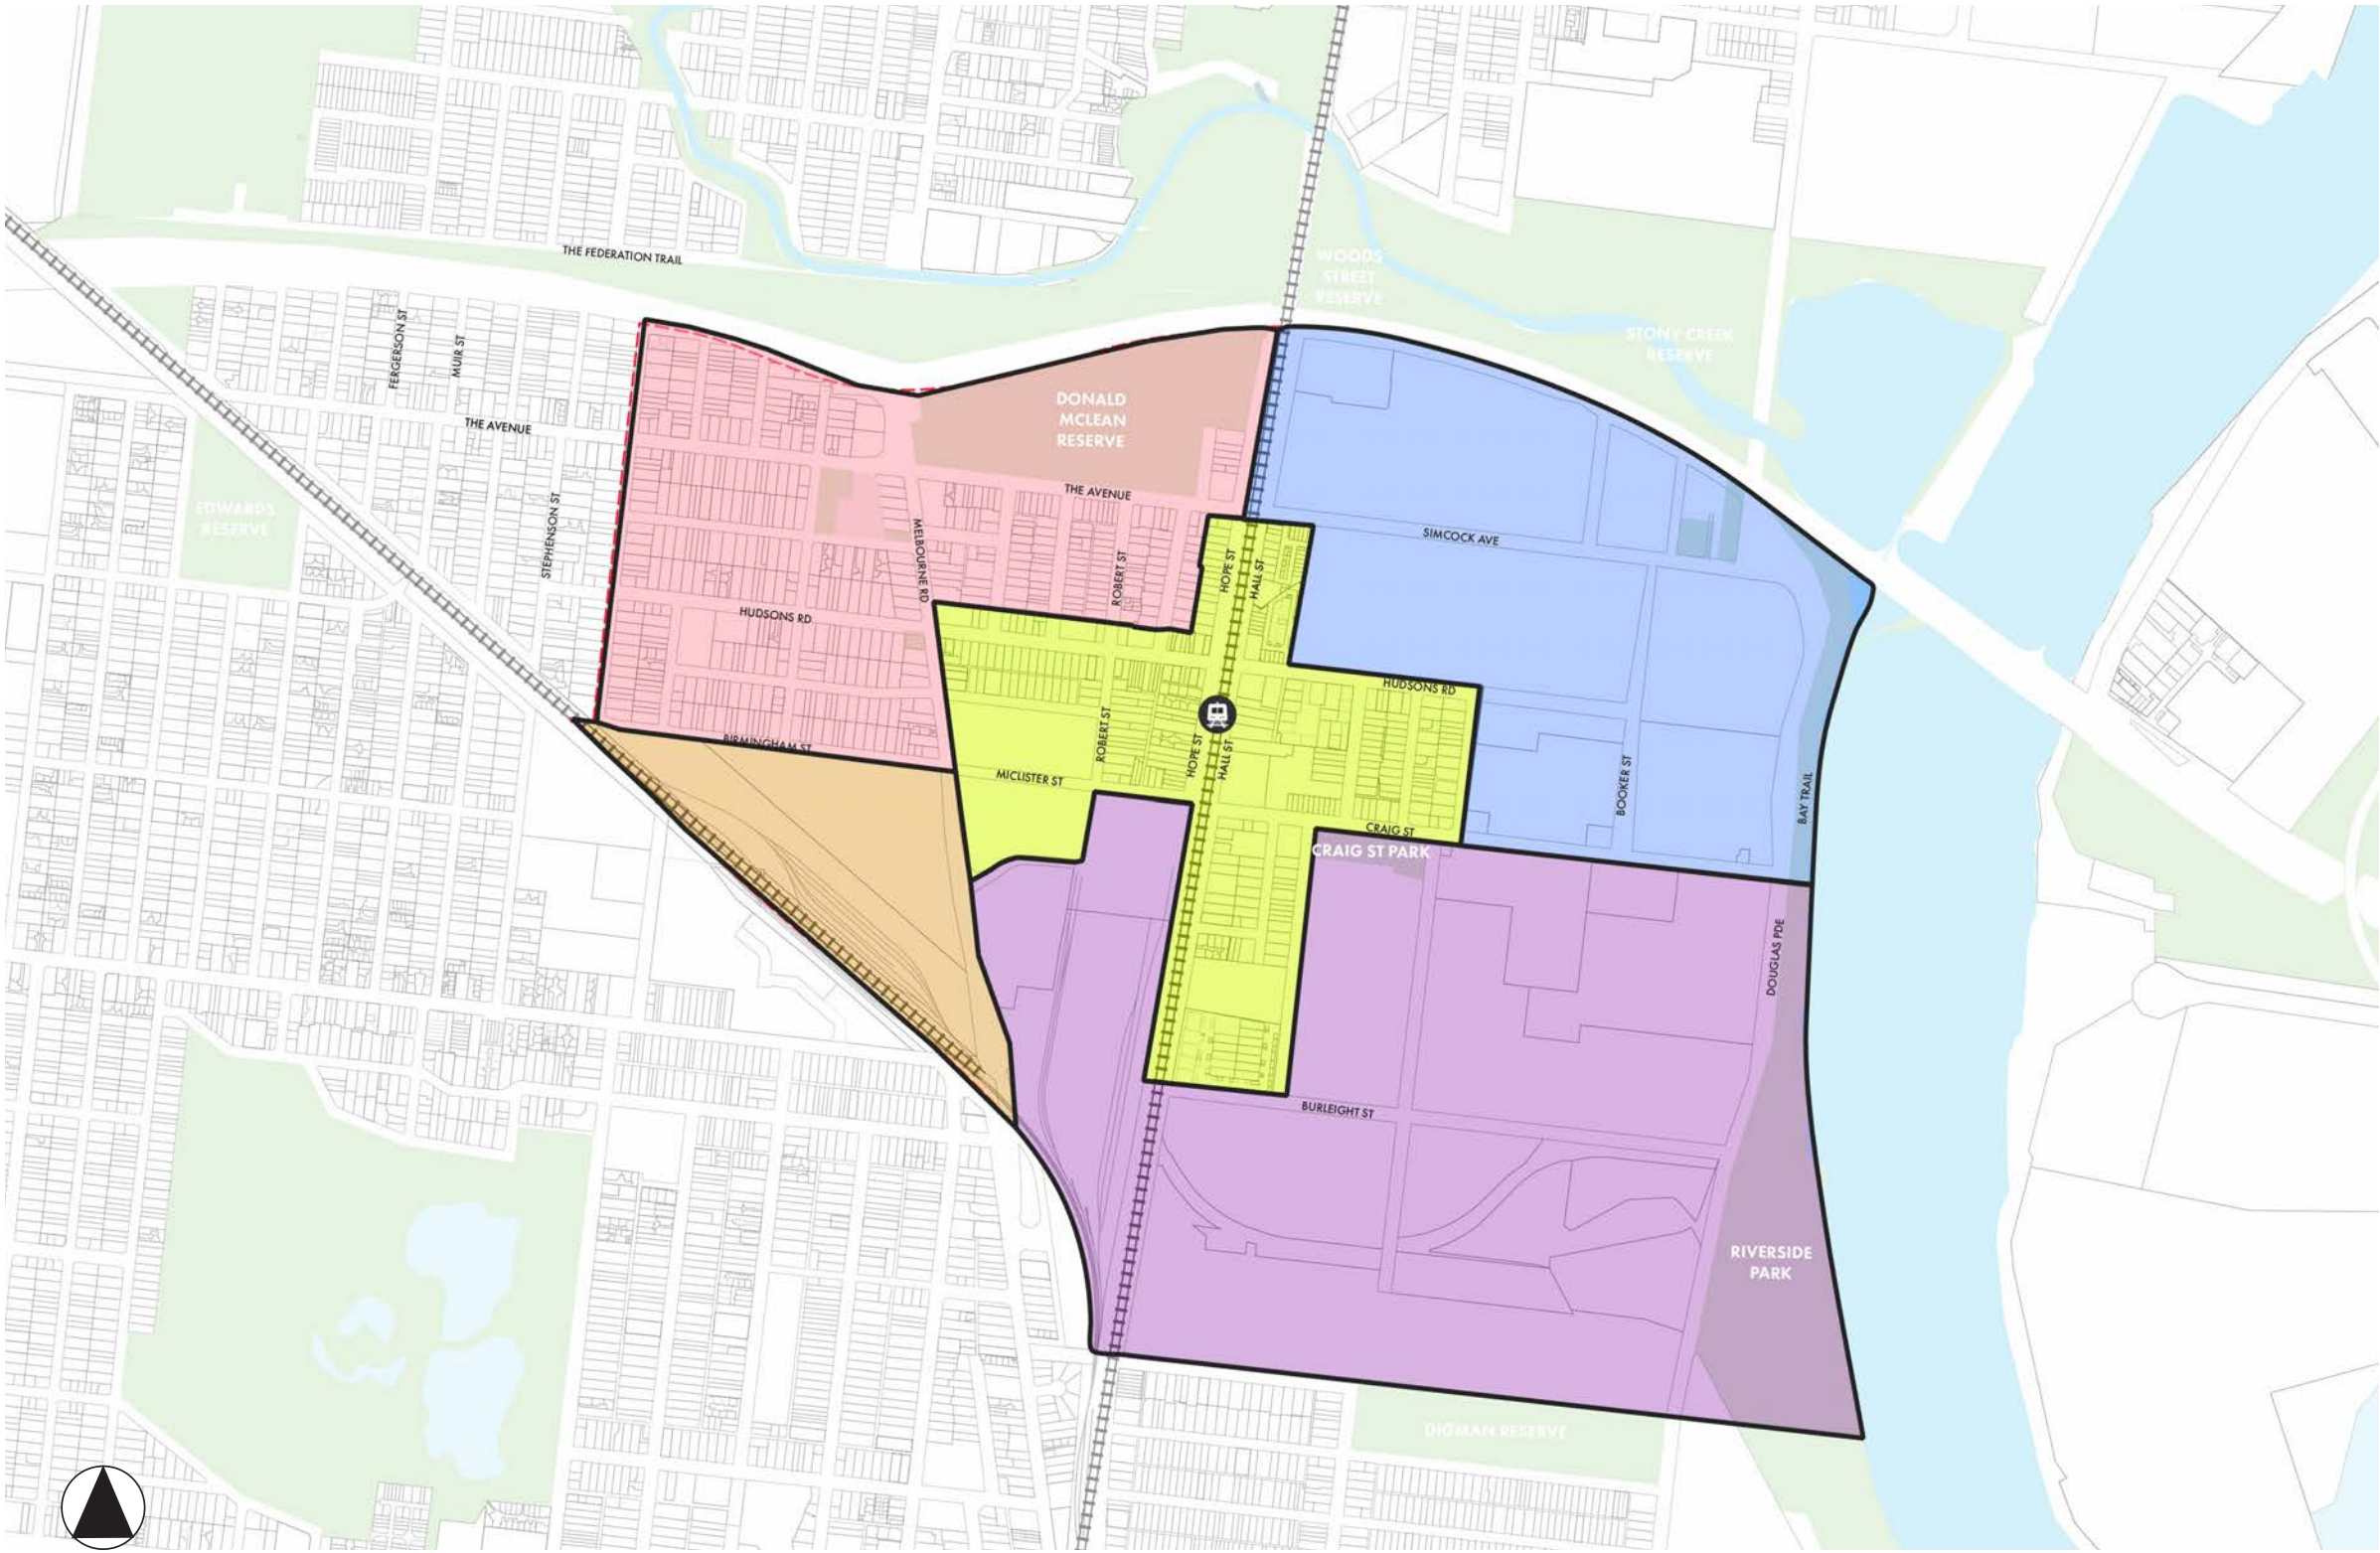 THE FEDERATION TRAIL
WOODS
STREET
RESERVE
STONY CREEK
RESERVE
FERGERSON ST
MUIR ST
THE AVENUE
DONALD
MCLEAN
RESERVE
THE AVENUE
EDWARDS
RESERVE
STEPHENSON ST
MELBOURNE RD
ROBERT ST
HOPE ST
HALL ST
SIMCOCK AVE
HUDSONS RD
HUDSONS RD
BIRMINGHAM ST
ROBERT ST
HOPE ST
HALL ST
MICLISTER ST
BOOKER ST
BAY TRAIL
CRAIG ST
CRAIG ST PARK
DOUGLAS PDE
BURLEIGHT ST
RIVERSIDE
PARK
DIGMAN RESERVE